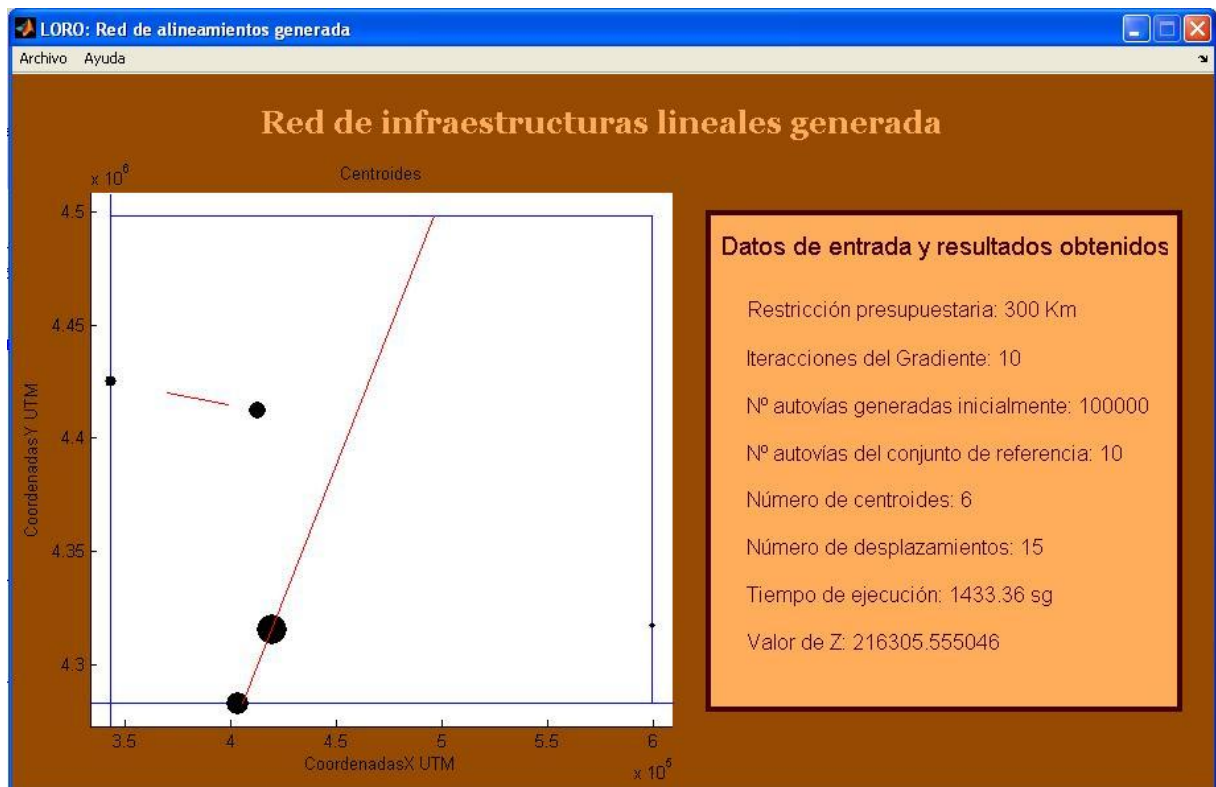 LORO: Red de alineamientos generada
Archivo Ayuda
Red de infraestructuras lineales generada
Centroides
x 10^6
4.5
4.45
4.4
4.35
4.3
CoordenadasY UTM
3.5 4 4.5 5 5.5 6
CoordenadasX UTM
x 10^5
Datos de entrada y resultados obtenidos
Restricción presupuestaria: 300 Km
Iteracciones del Gradiente: 10
Nº autovías generadas inicialmente: 100000
Nº autovías del conjunto de referencia: 10
Número de centroides: 6
Número de desplazamientos: 15
Tiempo de ejecución: 1433.36 sg
Valor de Z: 216305.555046